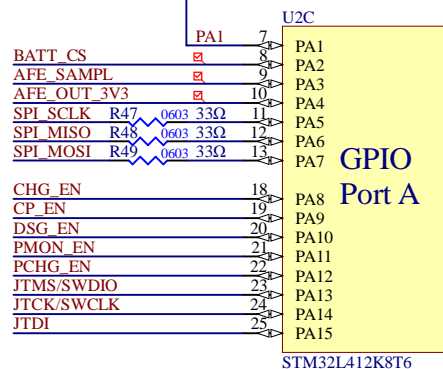 U2C
PA1 7 PA1
BATT_CS 8 PA2
AFE_SAMPL 9 PA3
AFE_OUT_3V3 10 PA4
SPI_SCLK R47 0603 33Ω 11 PA5
SPI_MISO R48 0603 33Ω 12 PA6
SPI_MOSI R49 0603 33Ω 13 PA7
GPIO
Port A
CHG_EN 18 PA8
CP_EN 19 PA9
DSG_EN 20 PA10
PMON_EN 21 PA11
PCHG_EN 22 PA12
JTMS/SWDIO 23 PA13
JTCK/SWCLK 24 PA14
JTDI 25 PA15
STM32L412K8T6